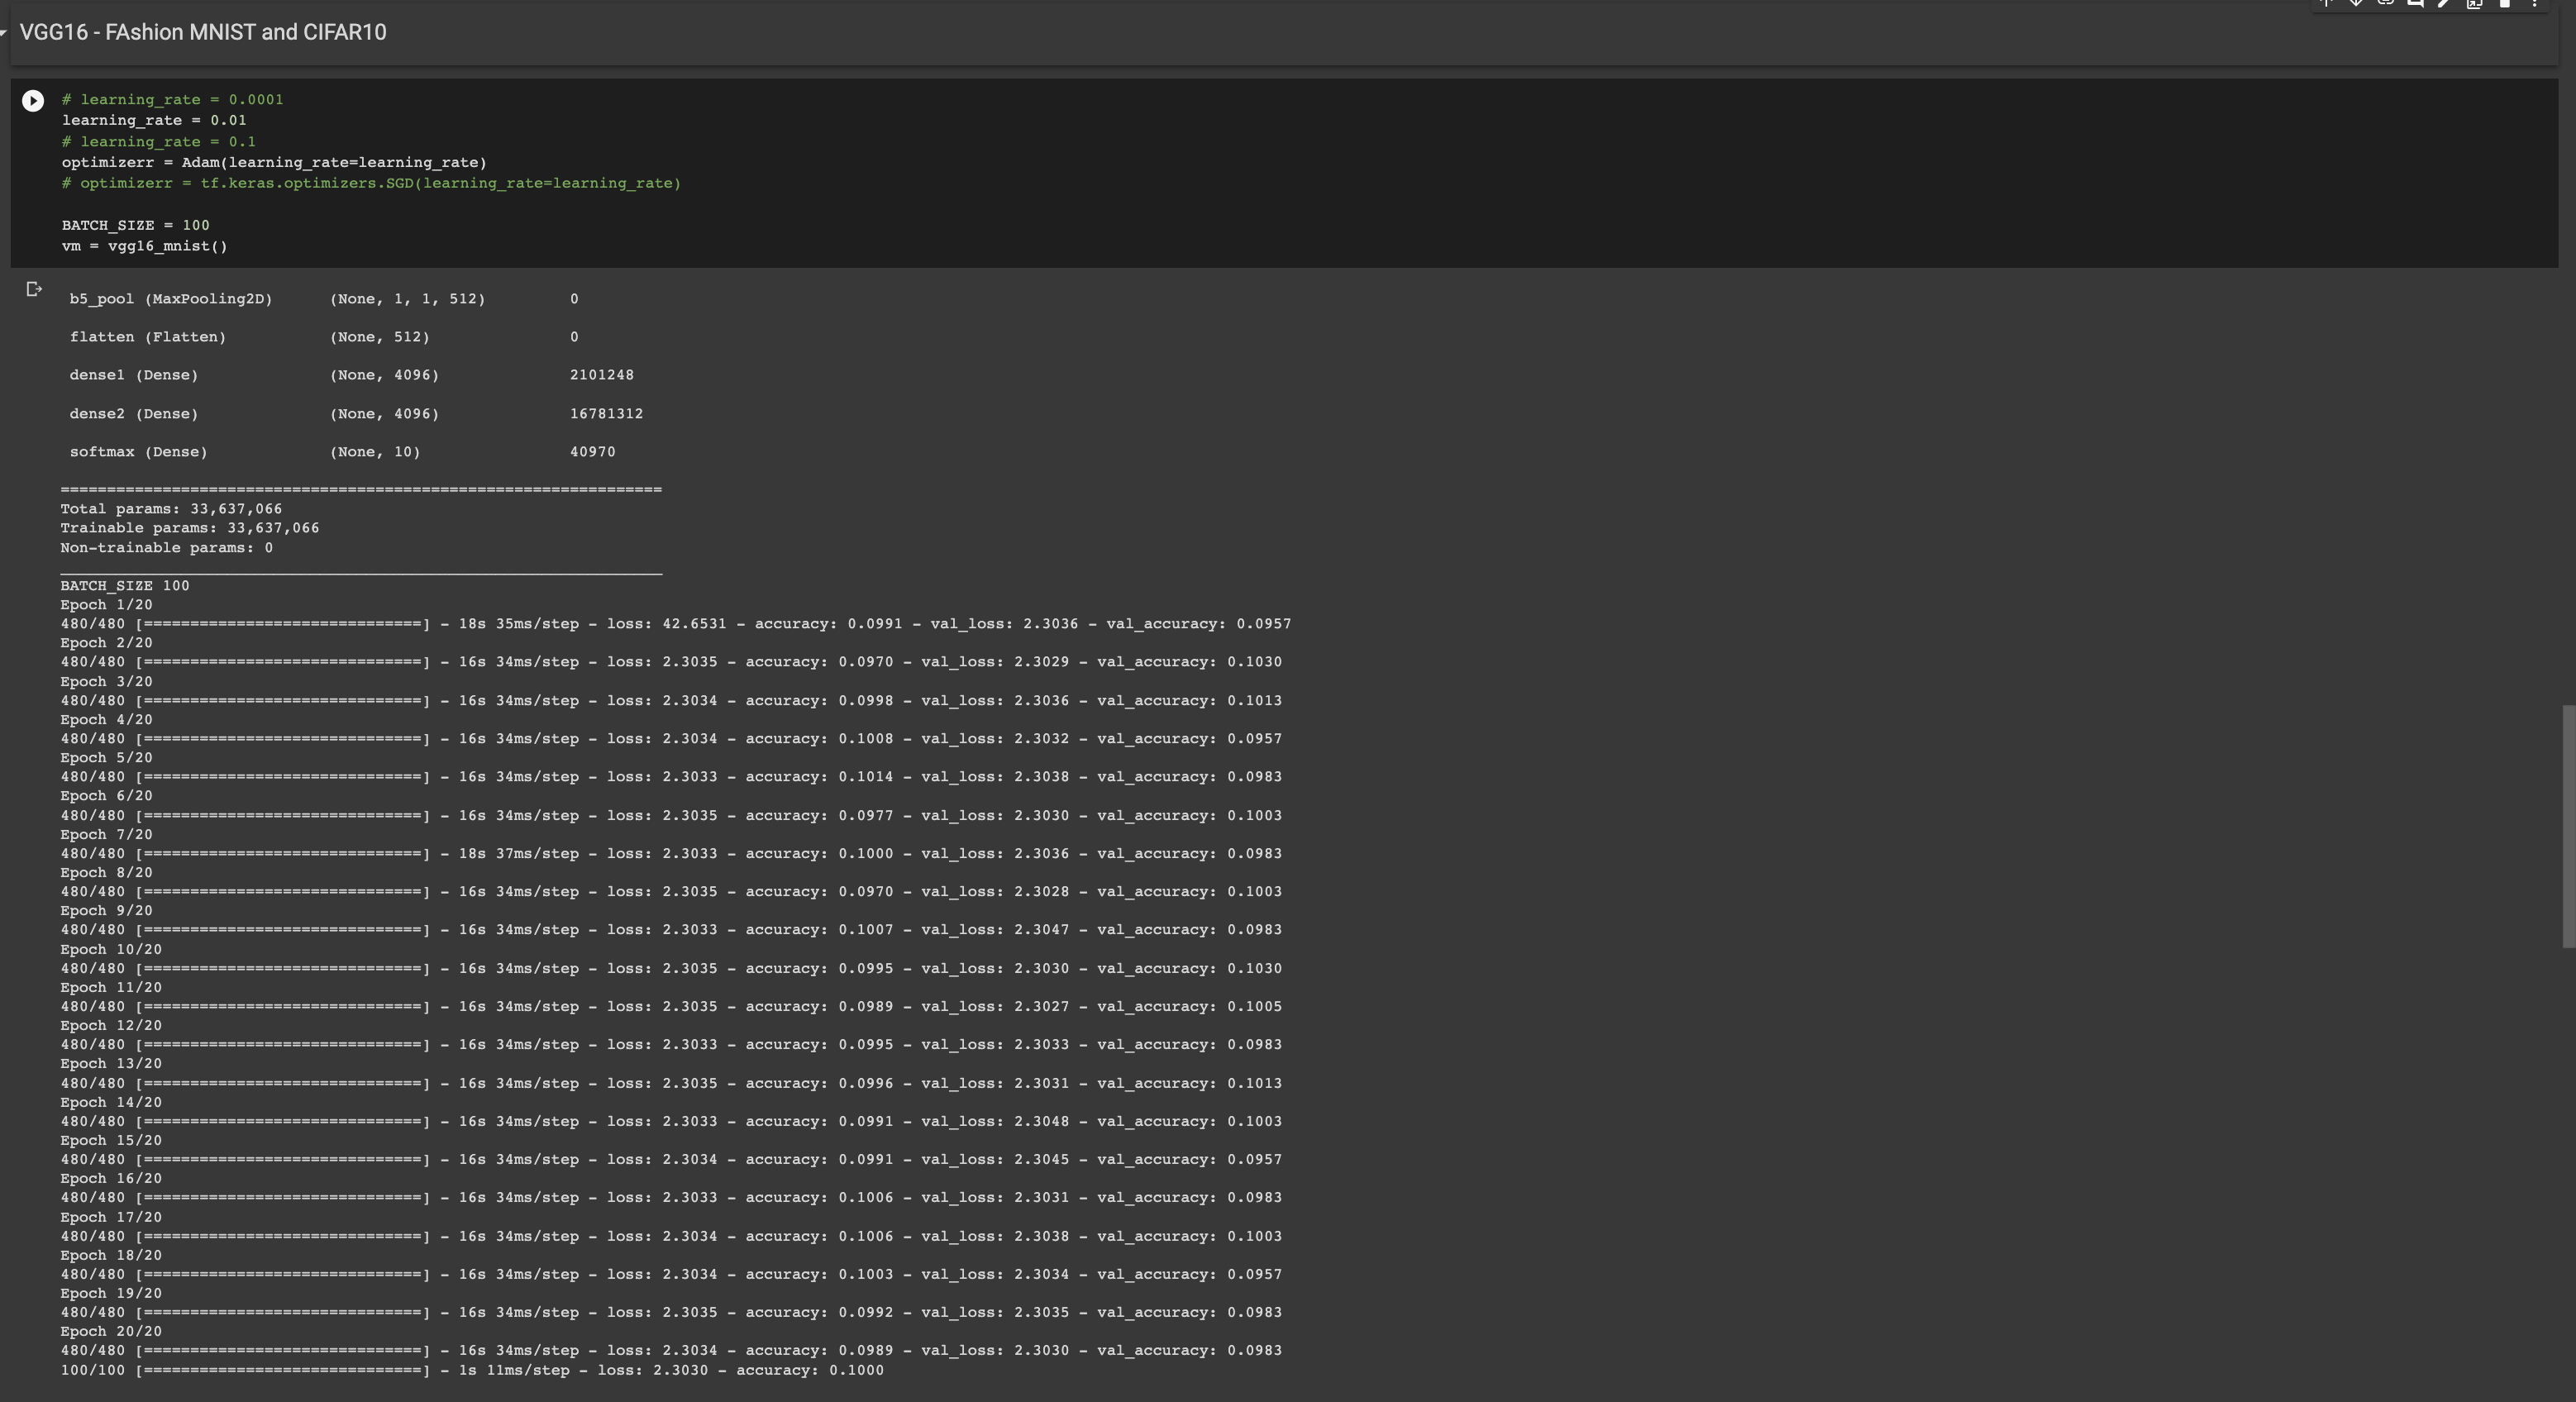 VGG16 - FAshion MNIST and CIFAR10
# learning_rate = 0.0001
learning_rate = 0.01
# learning_rate = 0.1
optimizerr = Adam(learning_rate=learning_rate)
# optimizerr = tf.keras.optimizers.SGD(learning_rate=learning_rate)
BATCH_SIZE = 100
vm = vgg16_mnist()
b5_pool (MaxPooling2D) (None, 1, 1, 512) 0
flatten (Flatten) (None, 512) 0
dense1 (Dense) (None, 4096) 2101248
dense2 (Dense) (None, 4096) 16781312
softmax (Dense) (None, 10) 40970
=================================================================
Total params: 33,637,066
Trainable params: 33,637,066
Non-trainable params: 0
_________________________________________________________________
BATCH_SIZE 100
Epoch 1/20
480/480 [==============================] - 18s 35ms/step - loss: 42.6531 - accuracy: 0.0991 - val_loss: 2.3036 - val_accuracy: 0.0957
Epoch 2/20
480/480 [==============================] - 16s 34ms/step - loss: 2.3035 - accuracy: 0.0970 - val_loss: 2.3029 - val_accuracy: 0.1030
Epoch 3/20
480/480 [==============================] - 16s 34ms/step - loss: 2.3034 - accuracy: 0.0998 - val_loss: 2.3036 - val_accuracy: 0.1013
Epoch 4/20
480/480 [==============================] - 16s 34ms/step - loss: 2.3034 - accuracy: 0.1008 - val_loss: 2.3032 - val_accuracy: 0.0957
Epoch 5/20
480/480 [==============================] - 16s 34ms/step - loss: 2.3033 - accuracy: 0.1014 - val_loss: 2.3038 - val_accuracy: 0.0983
Epoch 6/20
480/480 [==============================] - 16s 34ms/step - loss: 2.3035 - accuracy: 0.0977 - val_loss: 2.3030 - val_accuracy: 0.1003
Epoch 7/20
480/480 [==============================] - 18s 37ms/step - loss: 2.3033 - accuracy: 0.1000 - val_loss: 2.3036 - val_accuracy: 0.0983
Epoch 8/20
480/480 [==============================] - 16s 34ms/step - loss: 2.3035 - accuracy: 0.0970 - val_loss: 2.3028 - val_accuracy: 0.1003
Epoch 9/20
480/480 [==============================] - 16s 34ms/step - loss: 2.3033 - accuracy: 0.1007 - val_loss: 2.3047 - val_accuracy: 0.0983
Epoch 10/20
480/480 [==============================] - 16s 34ms/step - loss: 2.3035 - accuracy: 0.0995 - val_loss: 2.3030 - val_accuracy: 0.1030
Epoch 11/20
480/480 [==============================] - 16s 34ms/step - loss: 2.3035 - accuracy: 0.0989 - val_loss: 2.3027 - val_accuracy: 0.1005
Epoch 12/20
480/480 [==============================] - 16s 34ms/step - loss: 2.3033 - accuracy: 0.0995 - val_loss: 2.3033 - val_accuracy: 0.0983
Epoch 13/20
480/480 [==============================] - 16s 34ms/step - loss: 2.3035 - accuracy: 0.0996 - val_loss: 2.3031 - val_accuracy: 0.1013
Epoch 14/20
480/480 [==============================] - 16s 34ms/step - loss: 2.3033 - accuracy: 0.0991 - val_loss: 2.3048 - val_accuracy: 0.1003
Epoch 15/20
480/480 [==============================] - 16s 34ms/step - loss: 2.3034 - accuracy: 0.0991 - val_loss: 2.3045 - val_accuracy: 0.0957
Epoch 16/20
480/480 [==============================] - 16s 34ms/step - loss: 2.3033 - accuracy: 0.1006 - val_loss: 2.3031 - val_accuracy: 0.0983
Epoch 17/20
480/480 [==============================] - 16s 34ms/step - loss: 2.3034 - accuracy: 0.1006 - val_loss: 2.3038 - val_accuracy: 0.1003
Epoch 18/20
480/480 [==============================] - 16s 34ms/step - loss: 2.3034 - accuracy: 0.1003 - val_loss: 2.3034 - val_accuracy: 0.0957
Epoch 19/20
480/480 [==============================] - 16s 34ms/step - loss: 2.3035 - accuracy: 0.0992 - val_loss: 2.3035 - val_accuracy: 0.0983
Epoch 20/20
480/480 [==============================] - 16s 34ms/step - loss: 2.3034 - accuracy: 0.0989 - val_loss: 2.3030 - val_accuracy: 0.0983
100/100 [==============================] - 1s 11ms/step - loss: 2.3030 - accuracy: 0.1000